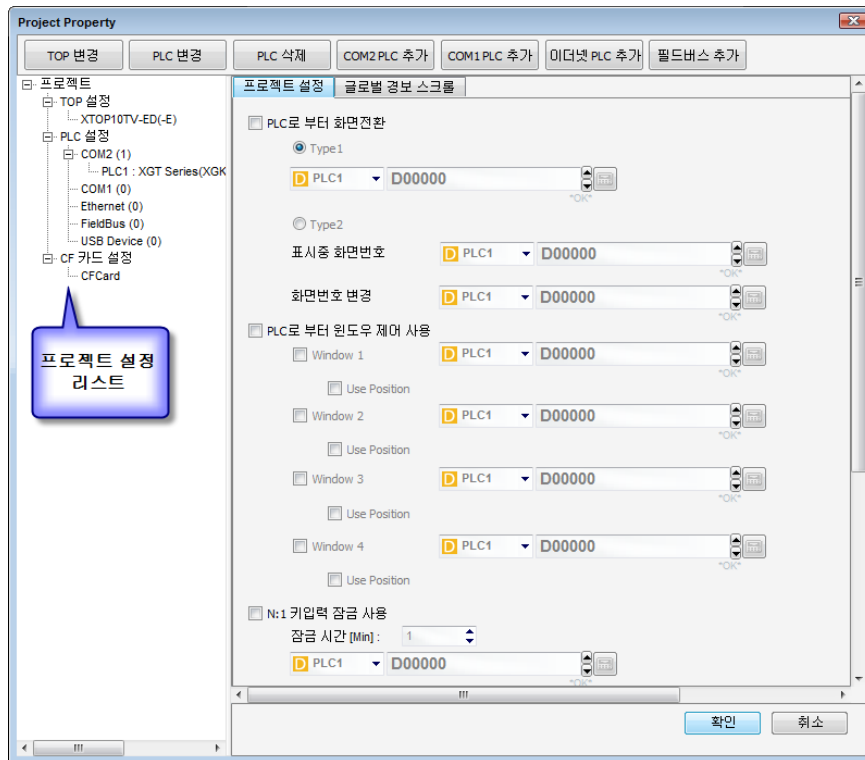 Project Property
TOP 변경
PLC 변경
PLC 삭제
COM2 PLC 추가
COM1 PLC 추가
이더넷 PLC 추가
필드버스 추가
프로젝트
TOP 설정
XTOP10TV-ED(-E)
PLC 설정
COM2 (1)
PLC1 : XGT Series(XGK
COM1 (0)
Ethernet (0)
FieldBus (0)
USB Device (0)
CF 카드 설정
CFCard
프로젝트 설정
리스트
프로젝트 설정
글로벌 경보 스크롤
PLC로 부터 화면전환
Type1
D PLC1 D00000
*OK*
Type2
표시중 화면번호 D PLC1 D00000
*OK*
화면번호 변경 D PLC1 D00000
*OK*
PLC로 부터 윈도우 제어 사용
Window 1 D PLC1 D00000
*OK*
Use Position
Window 2 D PLC1 D00000
*OK*
Use Position
Window 3 D PLC1 D00000
*OK*
Use Position
Window 4 D PLC1 D00000
*OK*
Use Position
N:1 키입력 잠금 사용
잠금 시간 [Min] : 1
D PLC1 D00000
*OK*
확인
취소